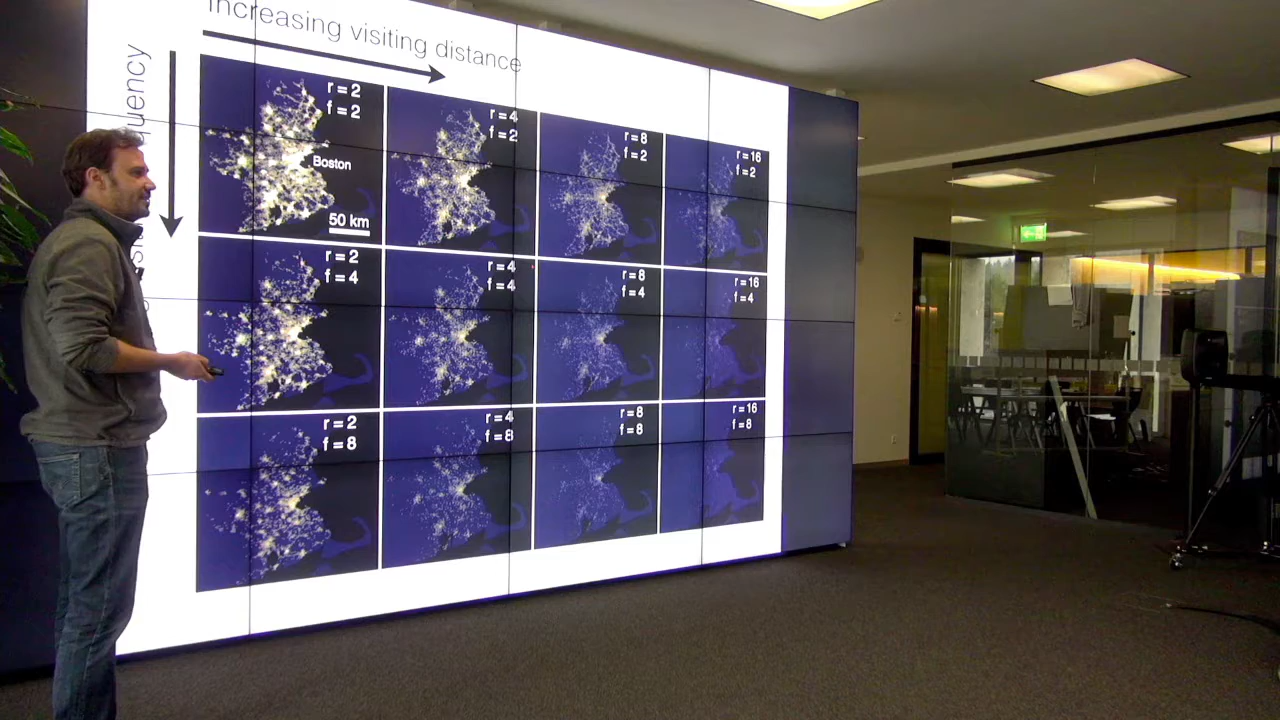 Increasing visiting distance
r = 2
f = 2
Boston
50 km
r = 4
f = 2
r = 8
f = 2
r = 16
f = 2
r = 2
f = 4
r = 4
f = 4
r = 8
f = 4
r = 16
f = 4
r = 2
f = 8
r = 4
f = 8
r = 8
f = 8
r = 16
f = 8